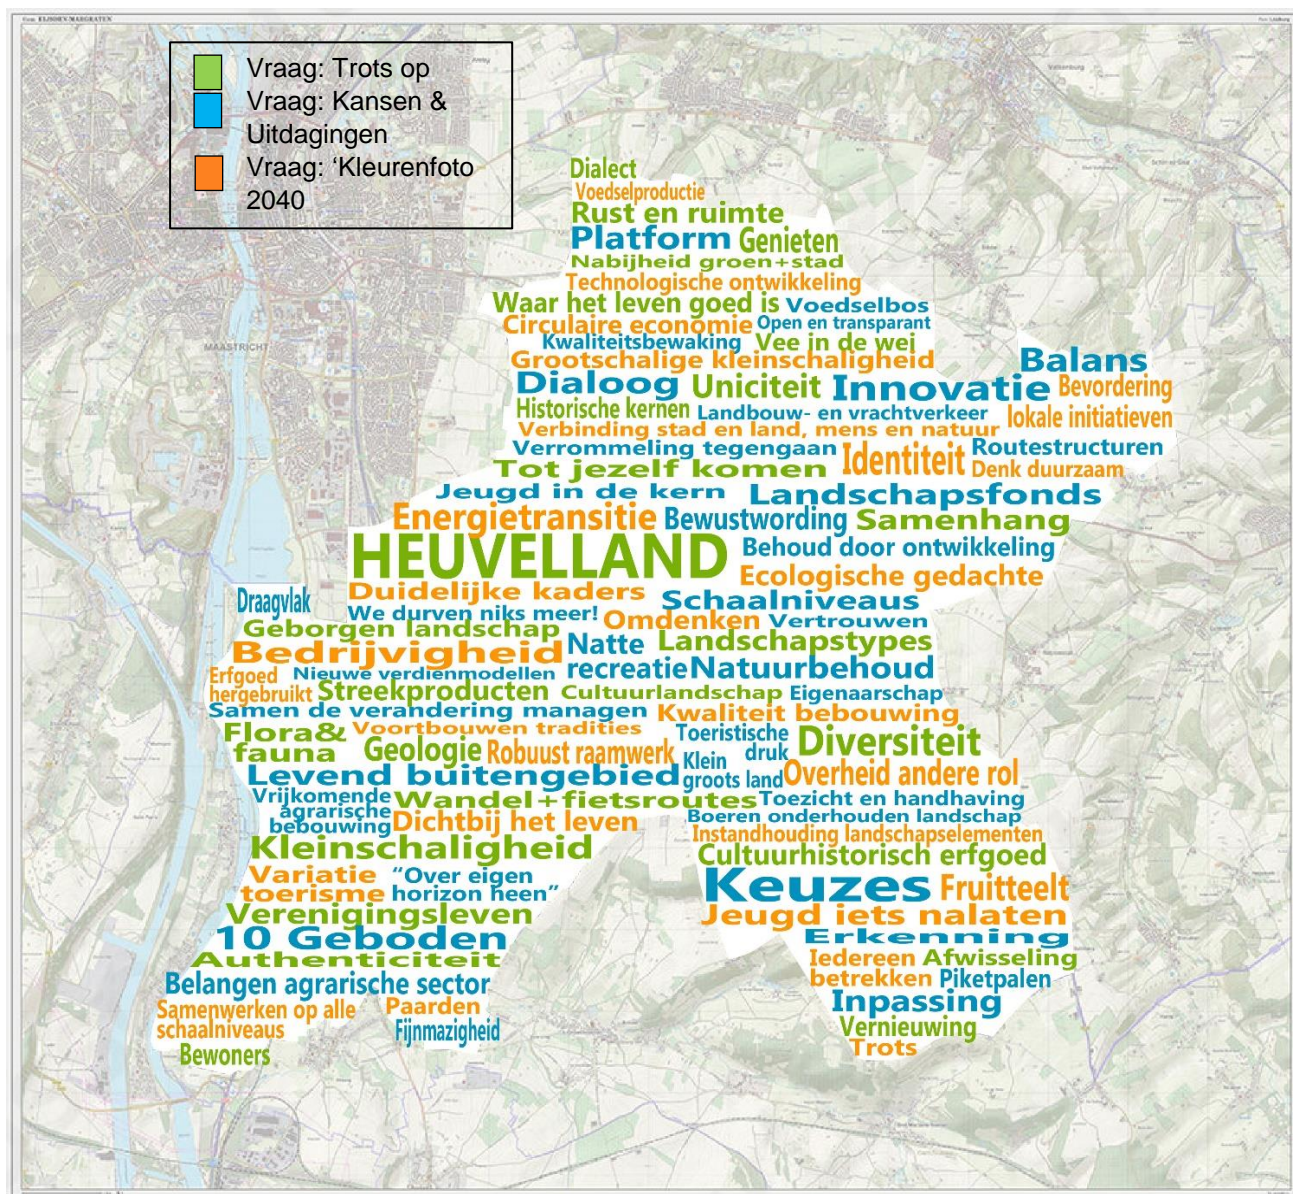 Gem. EIJSDEN-MARGRATEN
Prov. Limburg
Vraag: Trots op
Vraag: Kansen &
Uitdagingen
Vraag: ‘Kleurenfoto
2040
MAASTRICHT
Dialect
Voedselproductie
Rust en ruimte
Platform Genieten
Nabijheid groen+stad
Technologische ontwikkeling
Waar het leven goed is Voedselbos
Circulaire economie Open en transparant
Kwaliteitsbewaking Vee in de wei
Grootschalige kleinschaligheid Balans
Dialoog Uniciteit Innovatie Bevordering
Historische kernen Landbouw- en vrachtverkeer lokale initiatieven
Verbinding stad en land, mens en natuur
Verrommeling tegengaan Identiteit Routestructuren
Tot jezelf komen Denk duurzaam
Jeugd in de kern Landschapsfonds
Energietransitie Bewustwording Samenhang
HEUVELLAND Behoud door ontwikkeling
Ecologische gedachte
Draagvlak Duidelijke kaders Schaalniveaus
We durven niks meer! Omdenken Vertrouwen
Geborgen landschap Natte Landschapstypes
Bedrijvigheid recreatie Natuurbehoud
Erfgoed Nieuwe verdienmodellen
hergebruikt Streekproducten Cultuurlandschap Eigenaarschap
Samen de verandering managen Kwaliteit bebouwing
Flora& Voortbouwen tradities Toeristische
fauna Geologie Robuust raamwerk druk Diversiteit
Levend buitengebied Klein
groots land Overheid andere rol
Vrijkomende Wandel+fietsroutes Toezicht en handhaving
agrarische
bebouwing Dichtbij het leven Boeren onderhouden landschap
Instandhouding landschapselementen
Kleinschaligheid Cultuurhistorisch erfgoed
Variatie “Over eigen Keuzes Fruitteelt
toerisme horizon heen”
Verenigingsleven Jeugd iets nalaten
10 Geboden Erkenning
Authenticiteit Iedereen Afwisseling
betrekken Piketpalen
Belangen agrarische sector Inpassing
Samenwerken op alle Paarden
schaalniveaus Fijnmazigheid Vernieuwing
Bewoners Trots